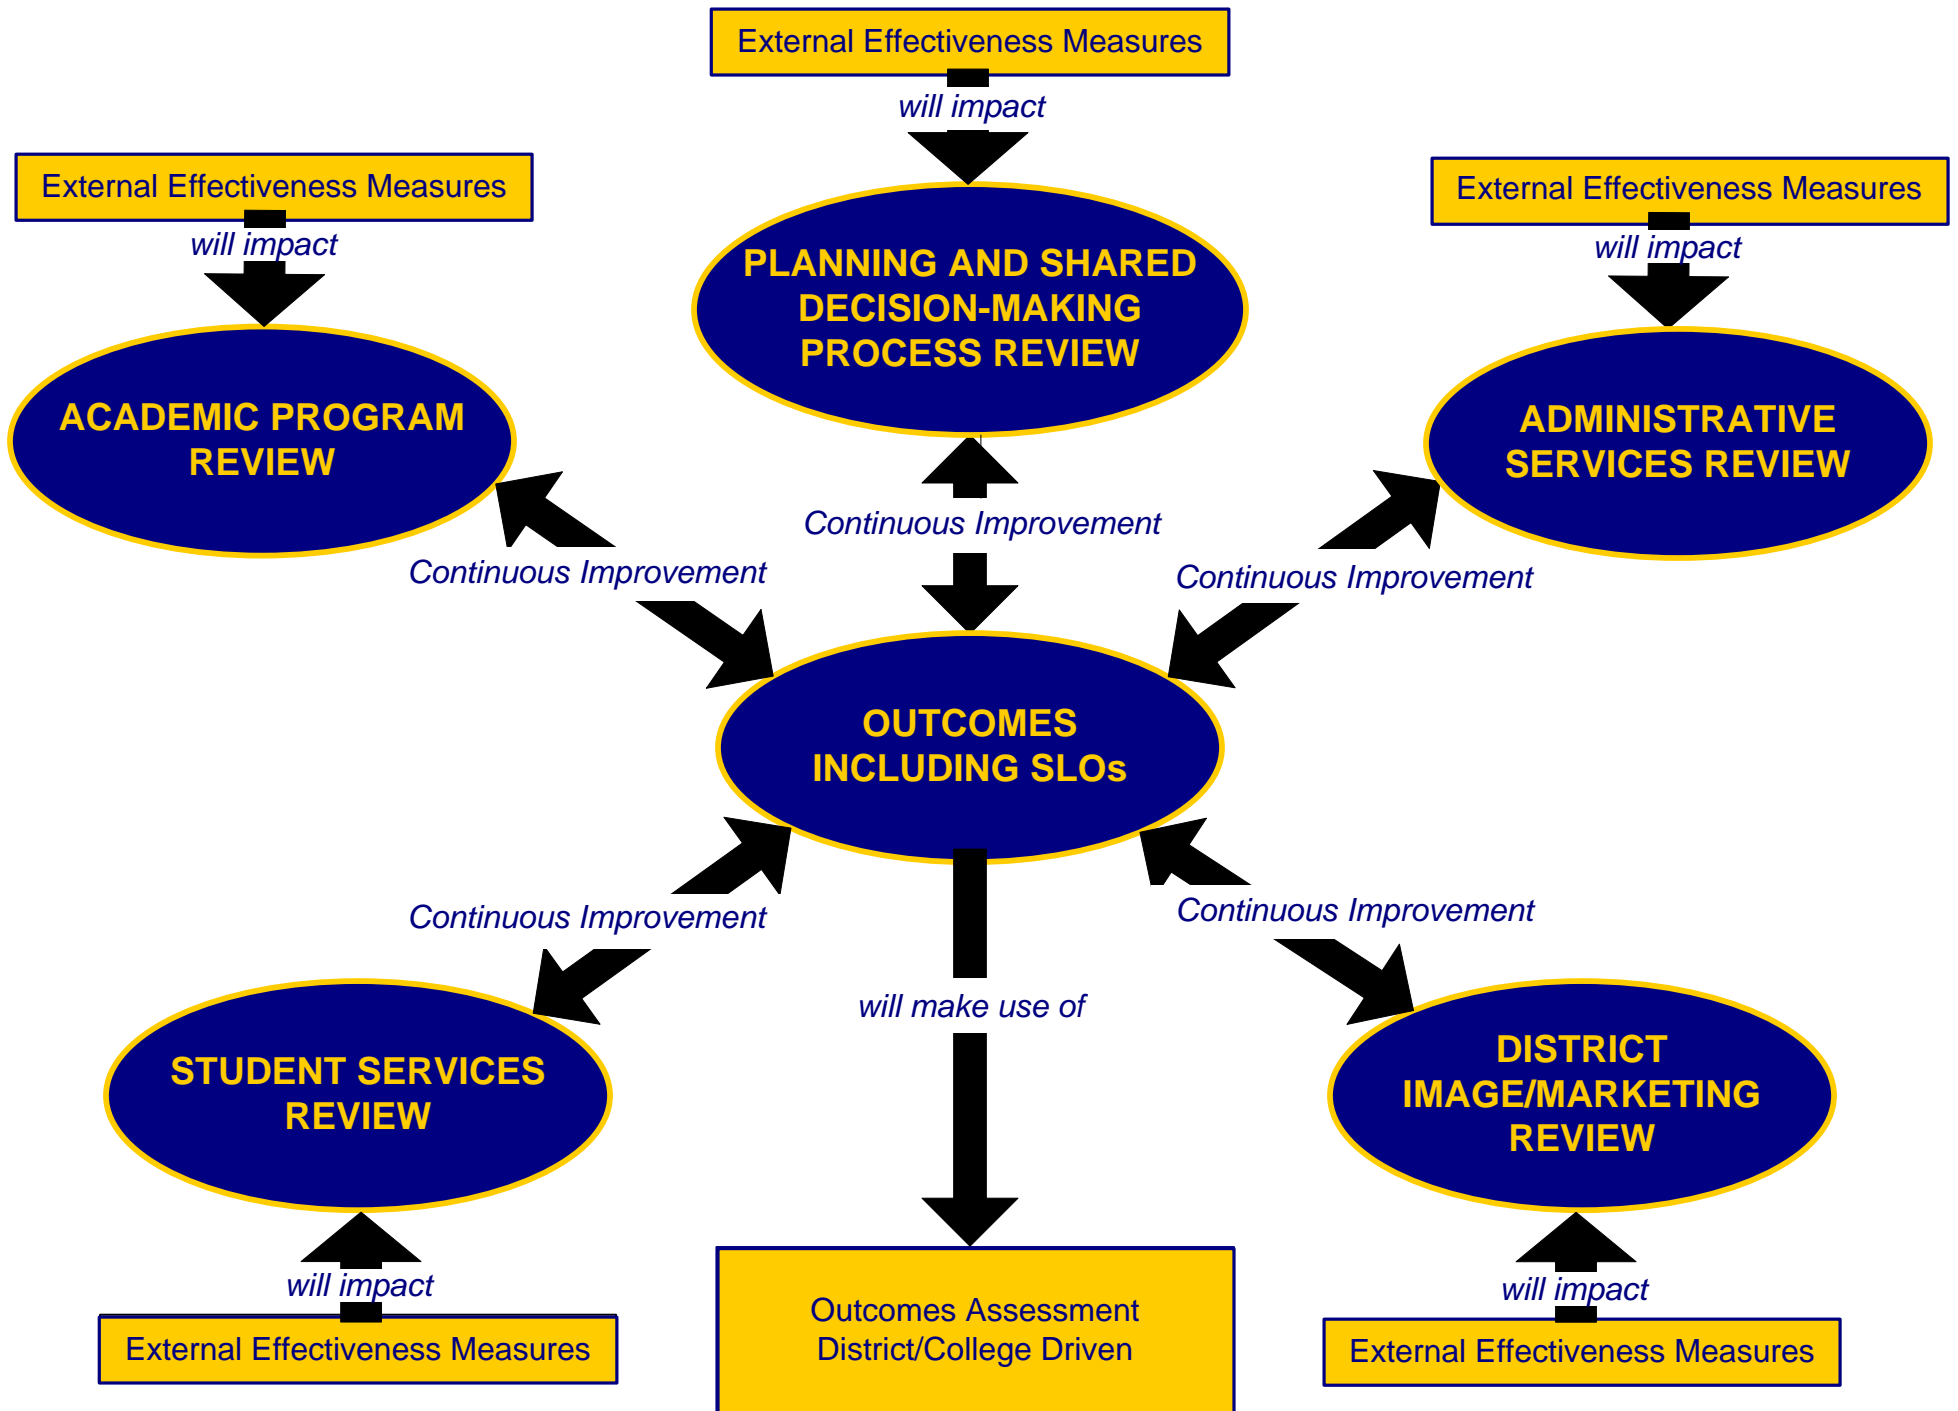 External Effectiveness Measures
will impact
External Effectiveness Measures
will impact
External Effectiveness Measures
will impact
PLANNING AND SHARED
DECISION-MAKING
PROCESS REVIEW
ACADEMIC PROGRAM
REVIEW
ADMINISTRATIVE
SERVICES REVIEW
Continuous Improvement
Continuous Improvement
Continuous Improvement
OUTCOMES
INCLUDING SLOs
Continuous Improvement
Continuous Improvement
will make use of
STUDENT SERVICES
REVIEW
DISTRICT
IMAGE/MARKETING
REVIEW
will impact
External Effectiveness Measures
Outcomes Assessment
District/College Driven
will impact
External Effectiveness Measures